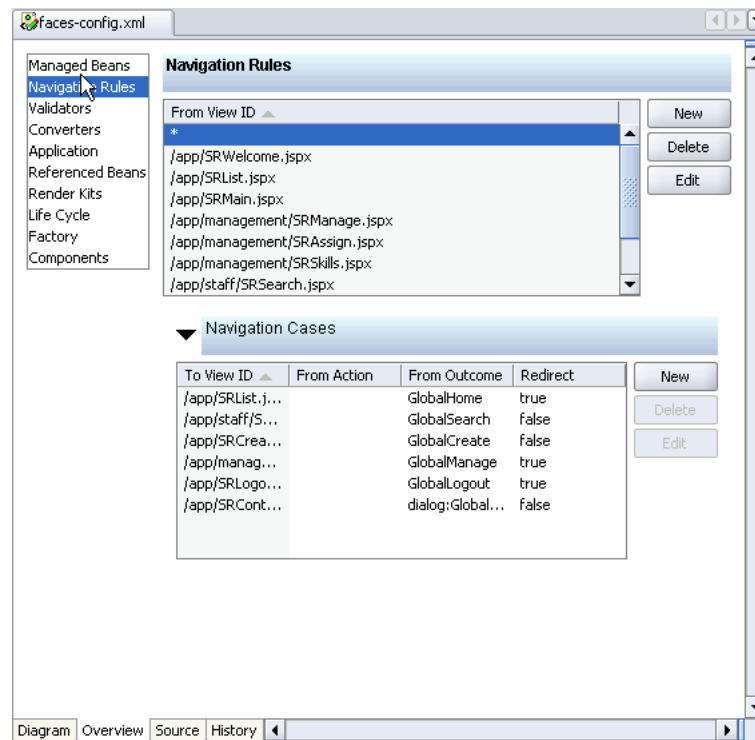 faces-config.xml
Managed Beans
Navigation Rules
Validators
Converters
Application
Referenced Beans
Render Kits
Life Cycle
Factory
Components
Navigation Rules
From View ID
*
/app/SRWelcome.jspx
/app/SRList.jspx
/app/SRMain.jspx
/app/management/SRManage.jspx
/app/management/SRAssign.jspx
/app/management/SRSkills.jspx
/app/staff/SRSearch.jspx
New
Delete
Edit
Navigation Cases
To View ID From Action From Outcome Redirect
/app/SRList.j... GlobalHome true
/app/staff/S... GlobalSearch false
/app/SRCrea... GlobalCreate false
/app/manag... GlobalManage true
/app/SRLogo... GlobalLogout true
/app/SRCont... dialog:Global... false
New
Delete
Edit
Diagram Overview Source History